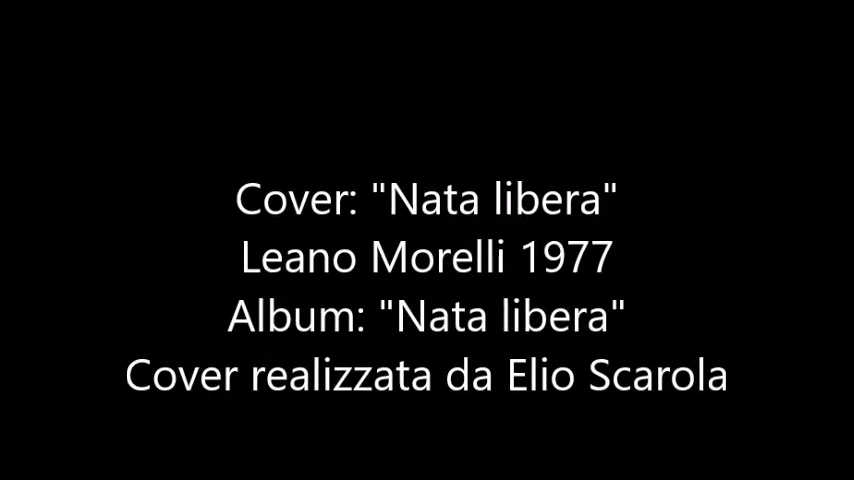 Cover: "Nata libera"
Leano Morelli 1977
Album: "Nata libera"
Cover realizzata da Elio Scarola